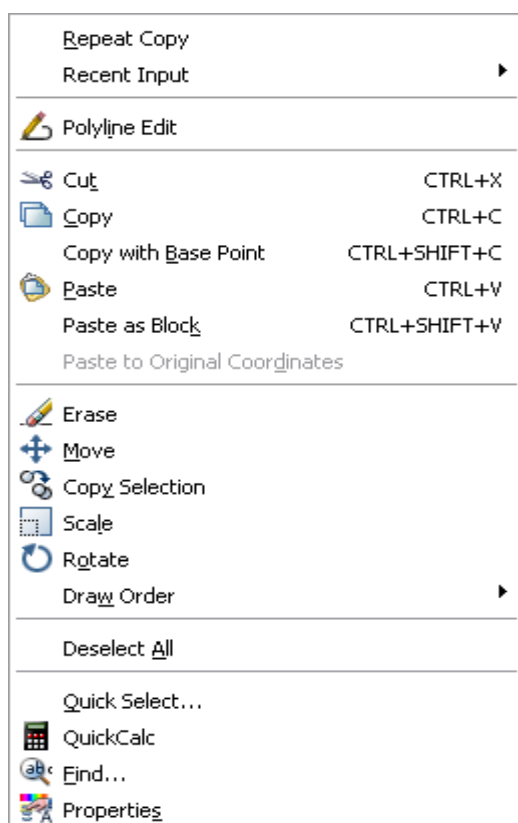 Repeat Copy
Recent Input
Polyline Edit
Cut CTRL+X
Copy CTRL+C
Copy with Base Point CTRL+SHIFT+C
Paste CTRL+V
Paste as Block CTRL+SHIFT+V
Paste to Original Coordinates
Erase
Move
Copy Selection
Scale
Rotate
Draw Order
Deselect All
Quick Select...
QuickCalc
Find...
Properties